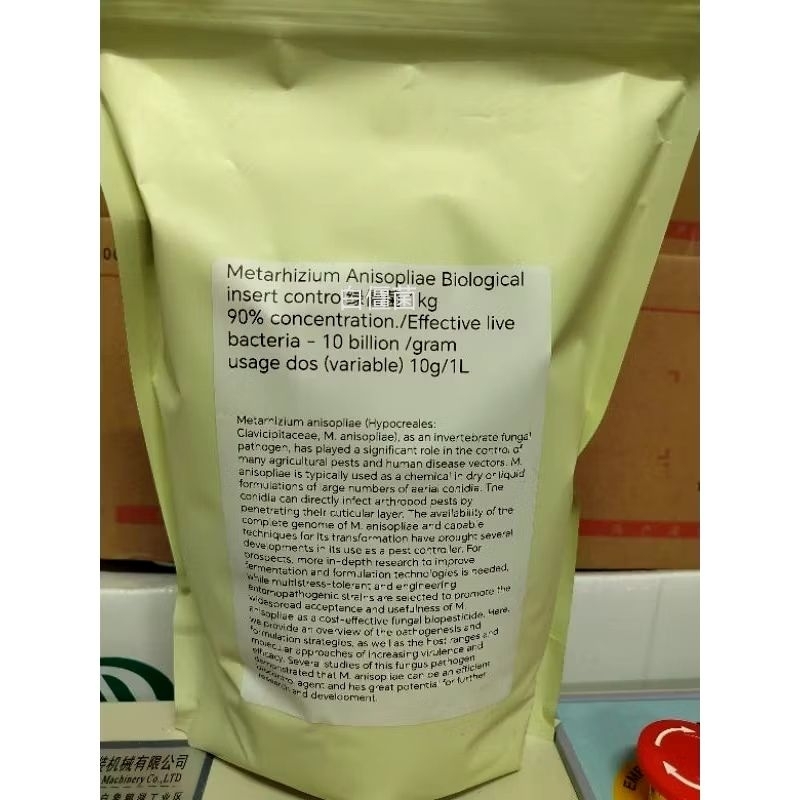 Metarhizium Anisopliae Biological
insert contro 白僵菌 kg
90% concentration./Effective live
bacteria - 10 billion /gram
usage dos (variable) 10g/1L
Metarhizium anisopliae (Hypocreales:
Clavicipitaceae, M. anisopliae), as an invertebrate fungal
pathogen, has played a significant role in the control of
many agricultural pests and human disease vectors. M.
anisopliae is typically used as a chemical in dry or liquid
formulations of large numbers of aerial conidia. The
conidia can directly infect arthropod pests by
penetrating their cuticular layer. The availability of the
complete genome of M. anisopliae and capable
techniques for its transformation have brought several
developments in its use as a pest controller. For
prospects, more in-depth research to improve
fermentation and formulation technologies is needed,
while multistress-tolerant and engineering
entomopathogenic strains are selected to promote the
widespread acceptance and usefulness of M.
anisopliae as a cost-effective fungal biopesticide. Here,
we provide an overview of the pathogenesis and
formulation strategies, as well as the host ranges and
molecular approaches of increasing virulence and
efficacy. Several studies of this fungus pathogen
demonstrated that M. anisopliae can be an efficient
biocontrol agent and has great potential for further
research and development.
机械有限公司
Machinery Co.,LTD
工业区